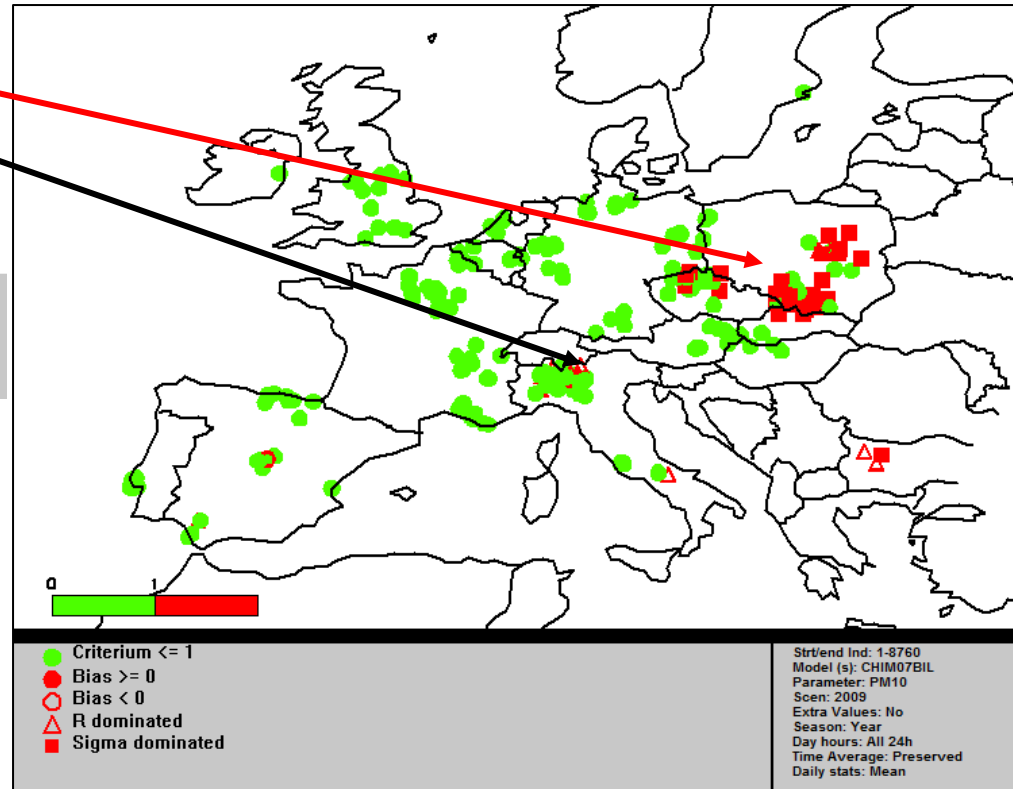 0 1
Criterium <= 1
Bias >= 0
Bias < 0
R dominated
Sigma dominated
Strt/end Ind: 1-8760
Model (s): CHIM07BIL
Parameter: PM10
Scen: 2009
Extra Values: No
Season: Year
Day hours: All 24h
Time Average: Preserved
Daily stats: Mean